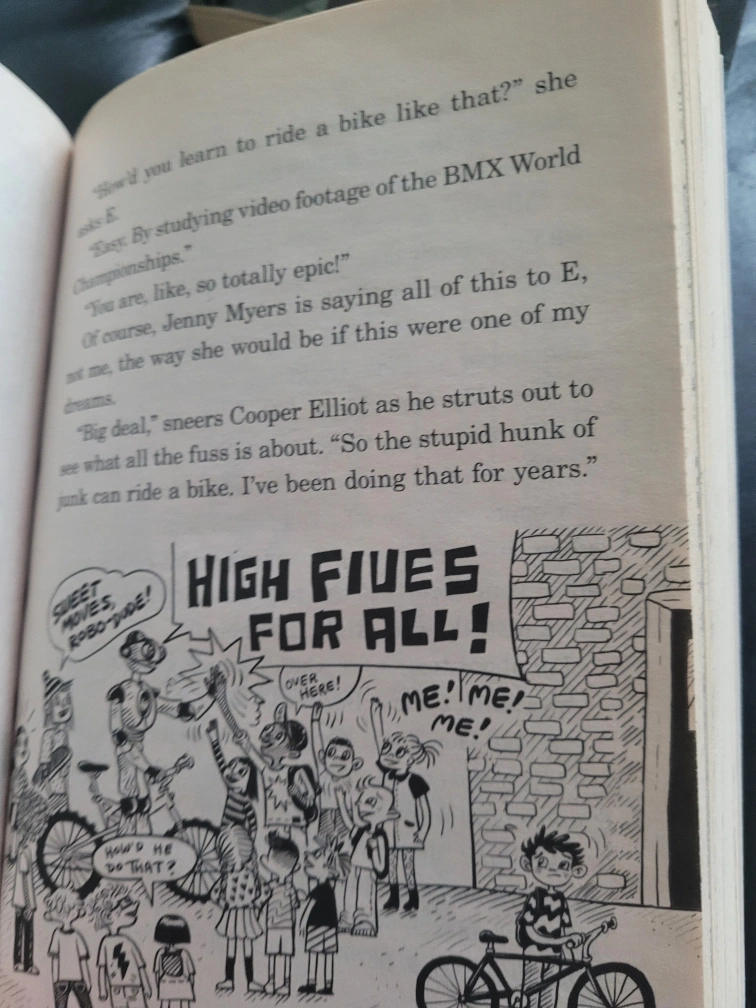 "How'd you learn to ride a bike like that?" she
asks E.
"Easy. By studying video footage of the BMX World
Championships."
"You are, like, so totally epic!"
Of course, Jenny Myers is saying all of this to E,
not me, the way she would be if this were one of my
dreams.
"Big deal," sneers Cooper Elliot as he struts out to
see what all the fuss is about. "So the stupid hunk of
junk can ride a bike. I've been doing that for years."
SWEET
MOVES,
ROBO-DUDE!
HIGH FIVES
FOR ALL!
OVER
HERE!
ME! ME!
ME!
HOW'D HE
DO THAT?